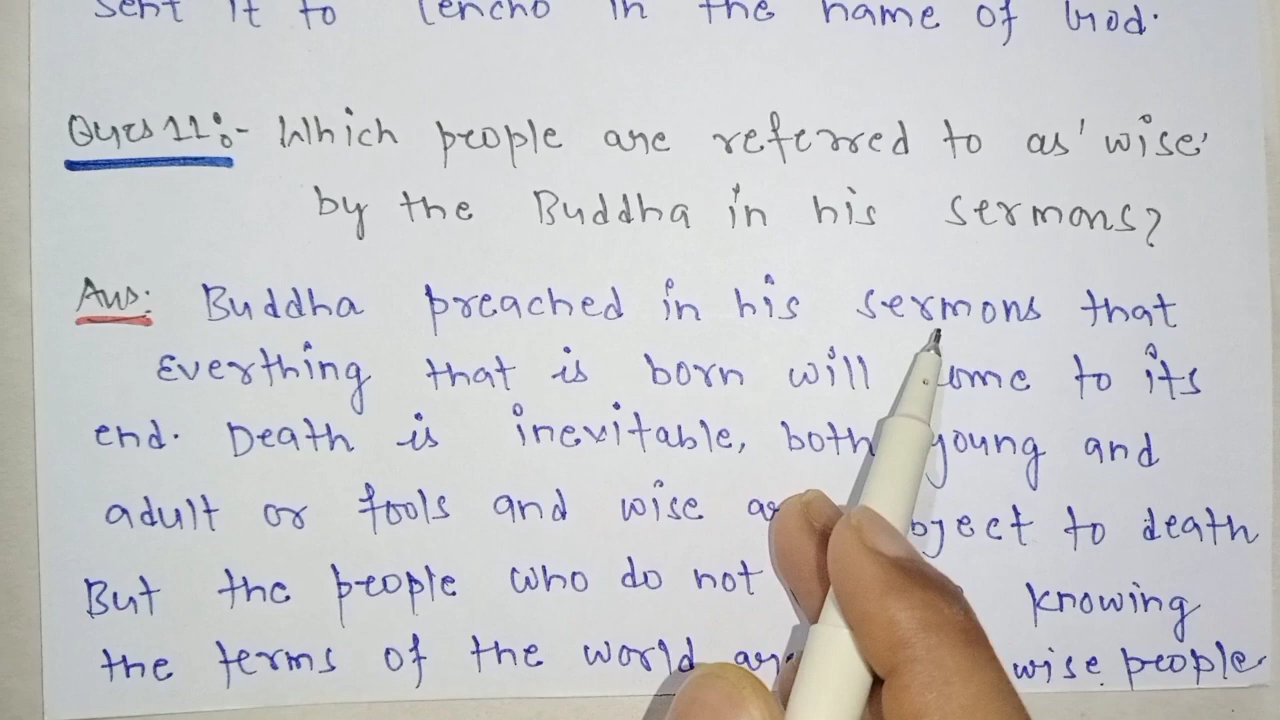 sent it to Lencho in the name of God.
Ques 11:- Which people are referred to as 'wise'
by the Buddha in his sermons?
Ans: Buddha preached in his sermons that
Everthing that is born will come to its
end. Death is inevitable, both young and
adult or fools and wise are to death
But the people who do not knowing
the terms of the world are wise people